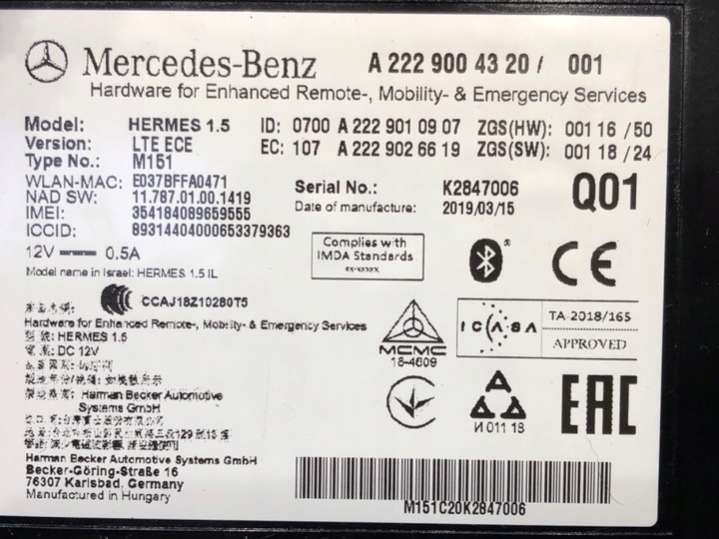 Mercedes-Benz A 222 900 43 20 / 001
Hardware for Enhanced Remote-, Mobility- & Emergency Services
Model: HERMES 1.5 ID: 0700 A 222 901 09 07 ZGS(HW): 001 16 / 50
Version: LTE ECE EC: 107 A 222 902 66 19 ZGS(SW): 001 18 / 24
Type No.: M151
WLAN-MAC: E037BFFA0471
NAD SW: 11.787.01.00.1419
IMEI: 354184089659555
ICCID: 89314404000653379363
Serial No.: K2847006 Q01
Date of manufacture: 2019/03/15
12V 0.5A
Model name in Israel: HERMES 1.5 IL
Complies with
IMDA Standards
CE
CCAJ18Z10280T5
Hardware for Enhanced Remote-, Mobility- & Emergency Services
型號: HERMES 1.5
DC 12V
Harman Becker Automotive
Systems GmbH
MCMC
18-4609
ICASA TA-2018/165
APPROVED
И 011 18
EAC
Harman Becker Automotive Systems GmbH
Becker-Göring-Straße 16
76307 Karlsbad, Germany
Manufactured in Hungary
M151C20K2847006